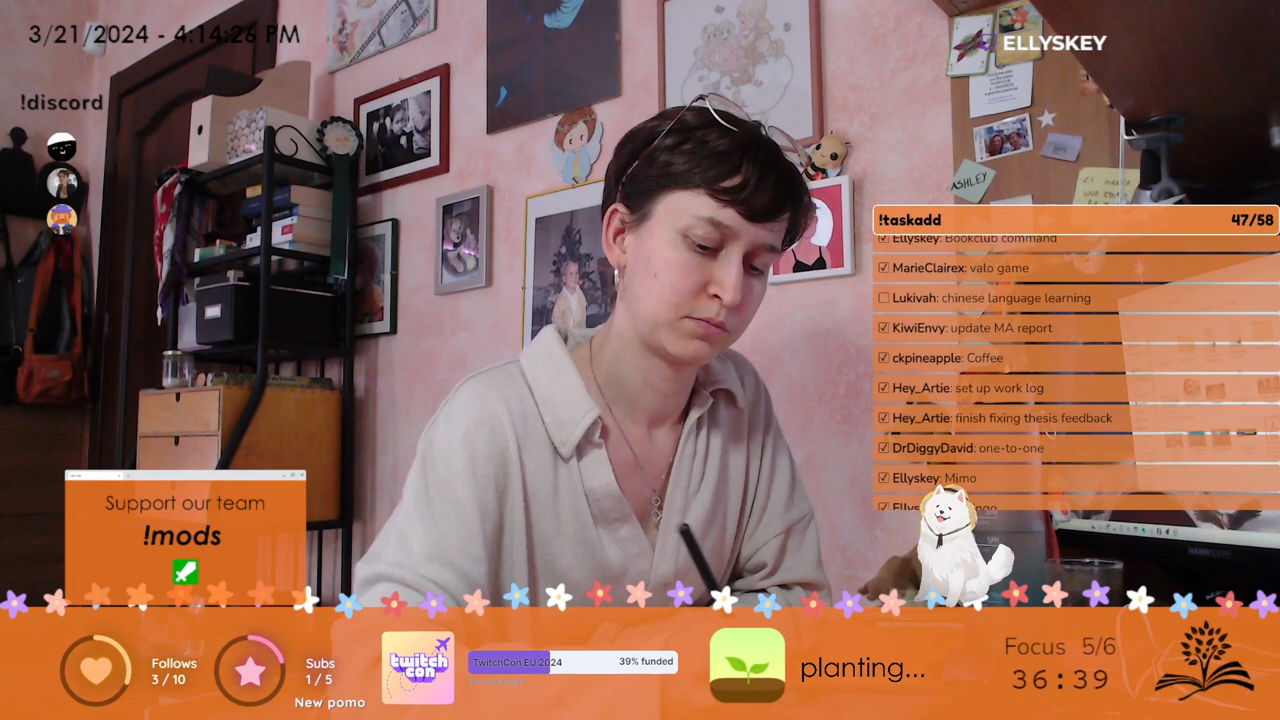 3/21/2024 - 4:14:26 PM
ELLYSKEY
!discord
ASHLEY
!taskadd 47/58
Ellyskey: Bookclub command
MarieClairex: valo game
Lukivah: chinese language learning
KiwiEnvy: update MA report
ckpineapple: Coffee
Hey_Artie: set up work log
Hey_Artie: finish fixing thesis feedback
DrDiggyDavid: one-to-one
Ellyskey: Mimo
Support our team
!mods
Follows
3 / 10
Subs
1 / 5
New pomo
twitch
con
TwitchCon EU 2024 39% funded
planting...
Focus 5/6
36:39